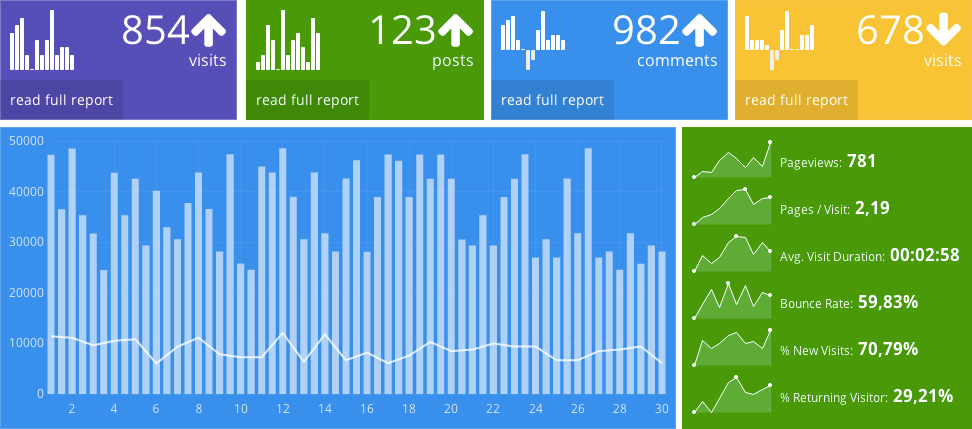 854
visits
read full report
123
posts
read full report
982
comments
read full report
678
visits
read full report
50000
40000
30000
20000
10000
0
2 4 6 8 10 12 14 16 18 20 22 24 26 28 30
Pageviews: 781
Pages / Visit: 2,19
Avg. Visit Duration: 00:02:58
Bounce Rate: 59,83%
% New Visits: 70,79%
% Returning Visitor: 29,21%